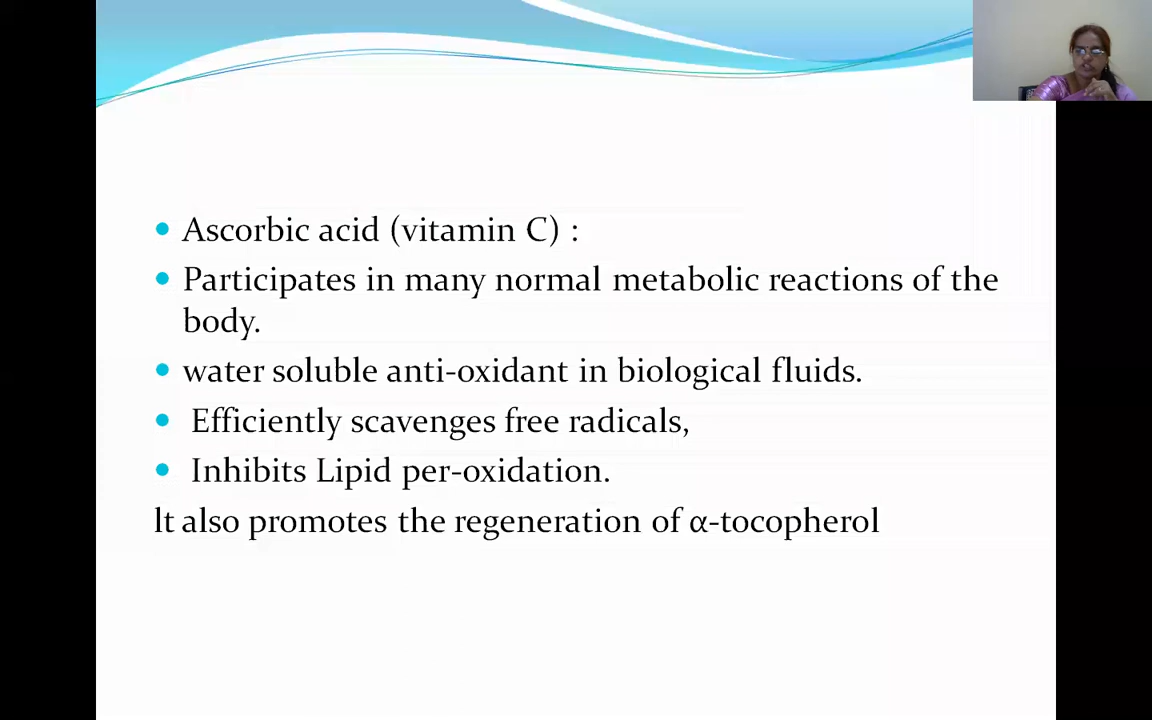 Ascorbic acid (vitamin C) :
Participates in many normal metabolic reactions of the
body.
water soluble anti-oxidant in biological fluids.
Efficiently scavenges free radicals,
Inhibits Lipid per-oxidation.
lt also promotes the regeneration of α-tocopherol